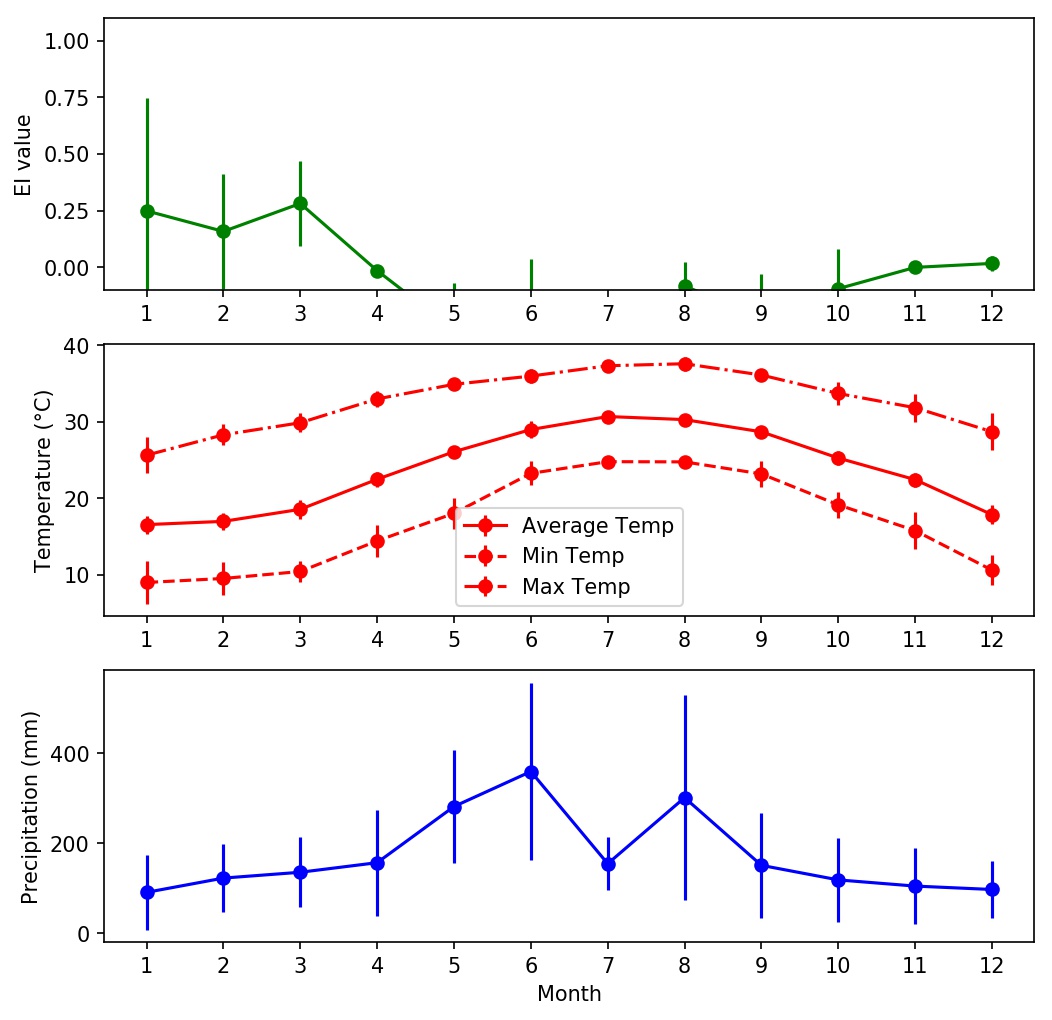 EI value
1.00
0.75
0.50
0.25
0.00
1 2 3 4 5 6 7 8 9 10 11 12
Temperature (°C)
40
30
20
10
Average Temp
Min Temp
Max Temp
1 2 3 4 5 6 7 8 9 10 11 12
Precipitation (mm)
400
200
0
1 2 3 4 5 6 7 8 9 10 11 12
Month